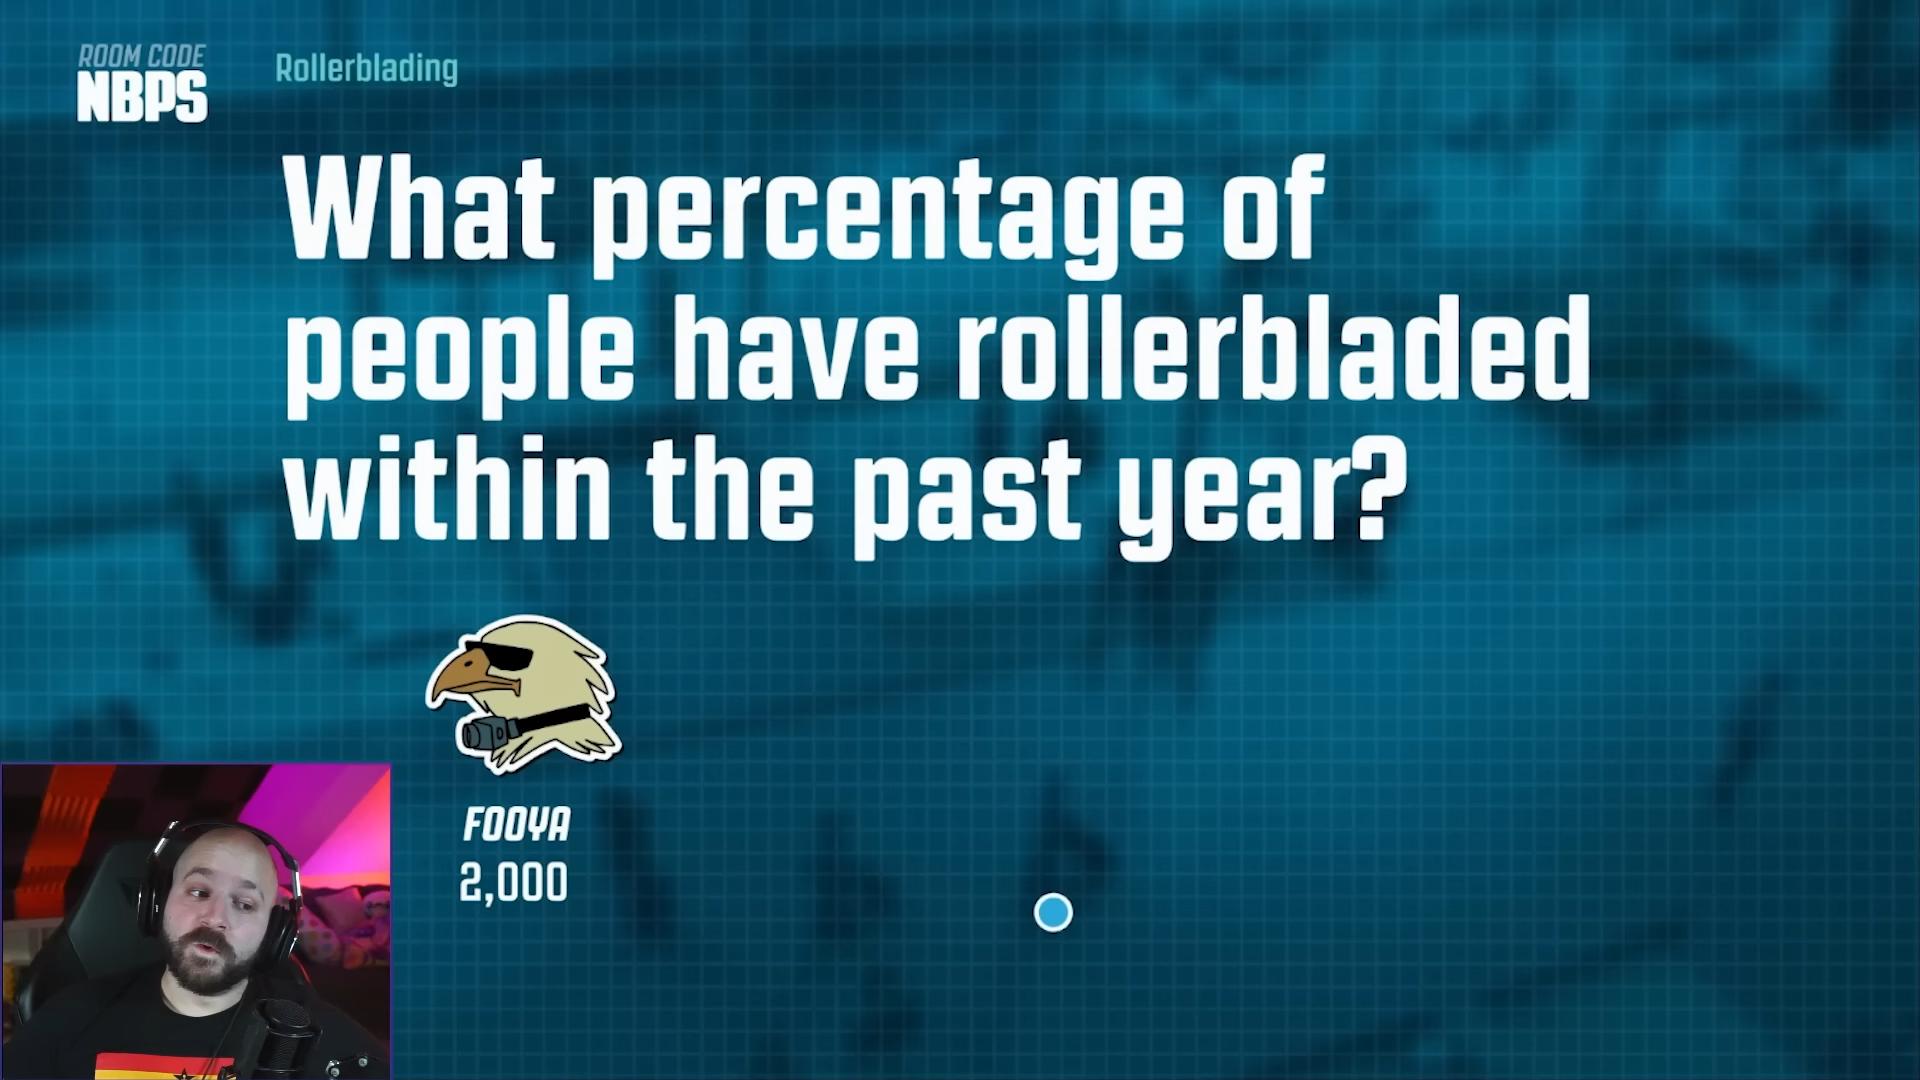 ROOM CODE
NBPS
Rollerblading
What percentage of
people have rollerbladed
within the past year?
FOOYA
2,000